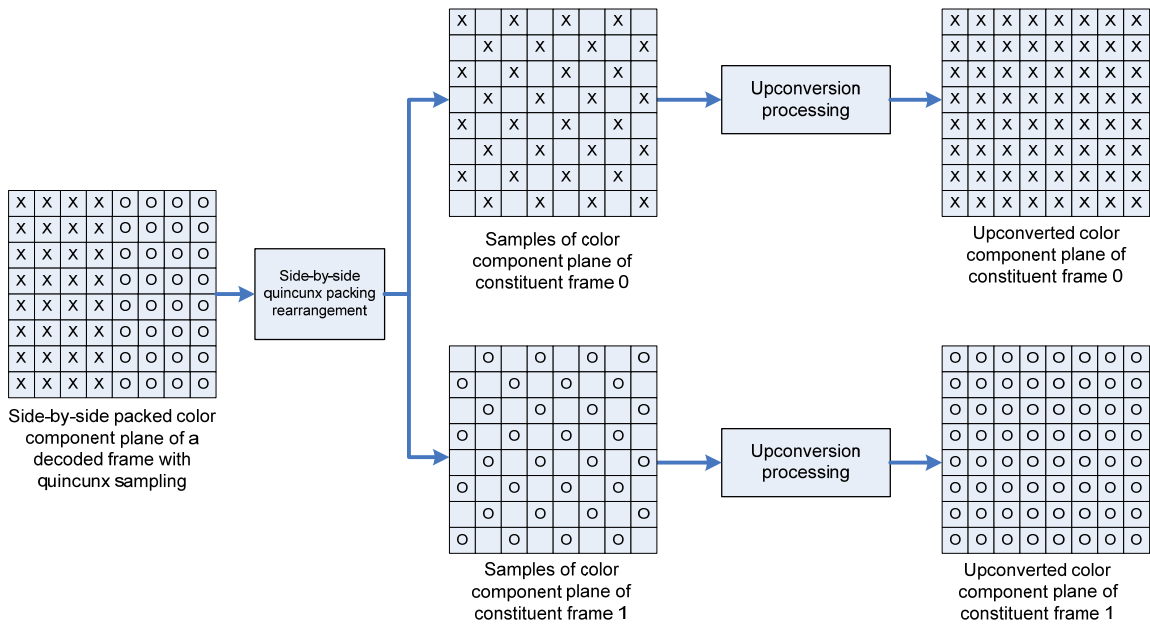 X X X X
X X X X
X X X X
X X X X
X X X X
X X X X
X X X X
X X X X
Samples of color
component plane of
constituent frame 0
Upconversion
processing
X X X X X X X X
X X X X X X X X
X X X X X X X X
X X X X X X X X
X X X X X X X X
X X X X X X X X
X X X X X X X X
X X X X X X X X
Upconverted color
component plane of
constituent frame 0
X X X X O O O O
X X X X O O O O
X X X X O O O O
X X X X O O O O
X X X X O O O O
X X X X O O O O
X X X X O O O O
X X X X O O O O
Side-by-side packed color
component plane of a
decoded frame with
quincunx sampling
Side-by-side
quincunx packing
rearrangement
O O O O
O O O O
O O O O
O O O O
O O O O
O O O O
O O O O
O O O O
Samples of color
component plane of
constituent frame 1
Upconversion
processing
O O O O O O O O
O O O O O O O O
O O O O O O O O
O O O O O O O O
O O O O O O O O
O O O O O O O O
O O O O O O O O
O O O O O O O O
Upconverted color
component plane of
constituent frame 1